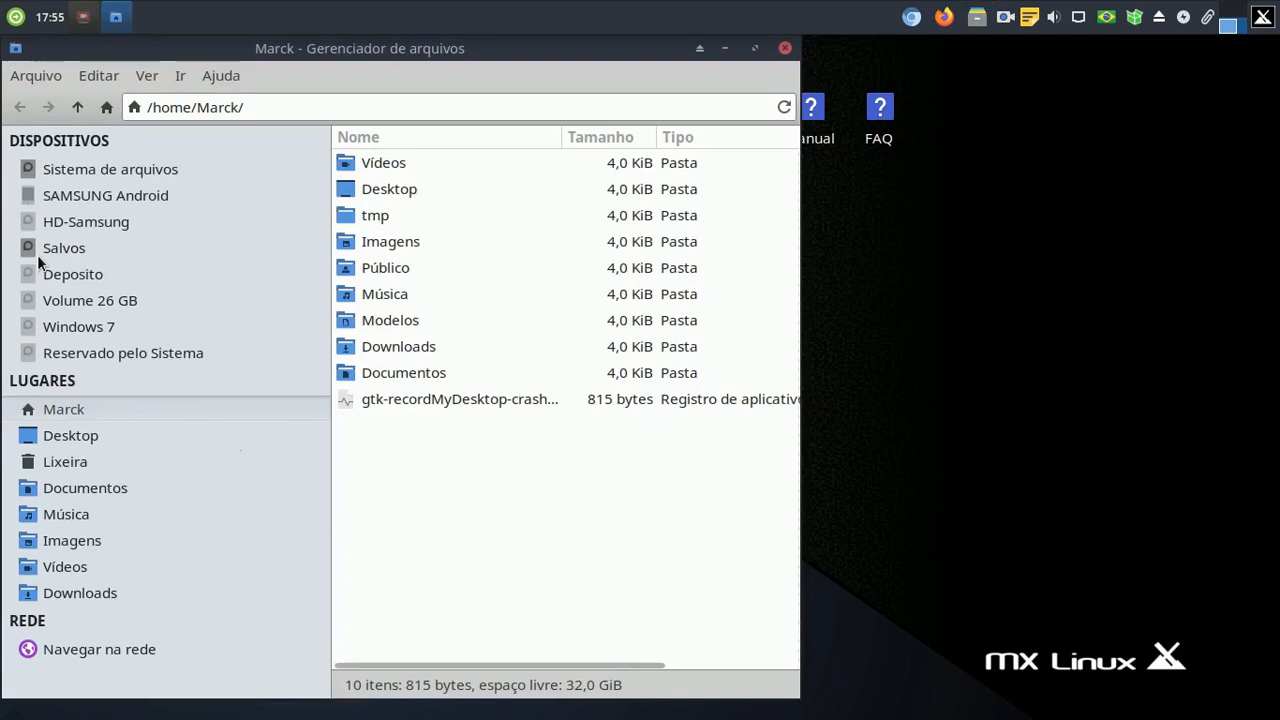 17:55
Marck - Gerenciador de arquivos
Arquivo Editar Ver Ir Ajuda
/home/Marck/
DISPOSITIVOS
Sistema de arquivos
SAMSUNG Android
HD-Samsung
Salvos
Deposito
Volume 26 GB
Windows 7
Reservado pelo Sistema
LUGARES
Marck
Desktop
Lixeira
Documentos
Música
Imagens
Vídeos
Downloads
REDE
Navegar na rede
Nome Tamanho Tipo
Vídeos 4,0 KiB Pasta
Desktop 4,0 KiB Pasta
tmp 4,0 KiB Pasta
Imagens 4,0 KiB Pasta
Público 4,0 KiB Pasta
Música 4,0 KiB Pasta
Modelos 4,0 KiB Pasta
Downloads 4,0 KiB Pasta
Documentos 4,0 KiB Pasta
gtk-recordMyDesktop-crash... 815 bytes Registro de aplicativo
10 itens: 815 bytes, espaço livre: 32,0 GiB
? ?
anual FAQ
MX Linux